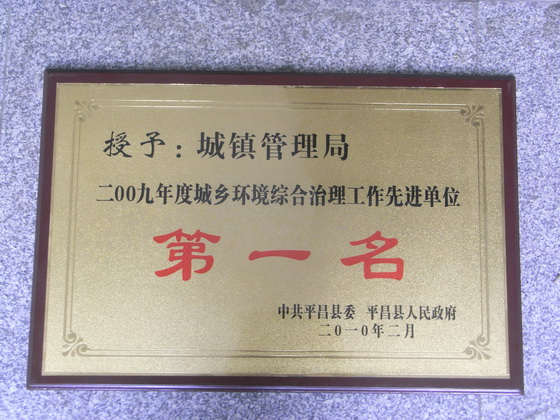 授予：城镇管理局
二00九年度城乡环境综合治理工作先进单位
第一名
中共平昌县委 平昌县人民政府
二0一0年二月